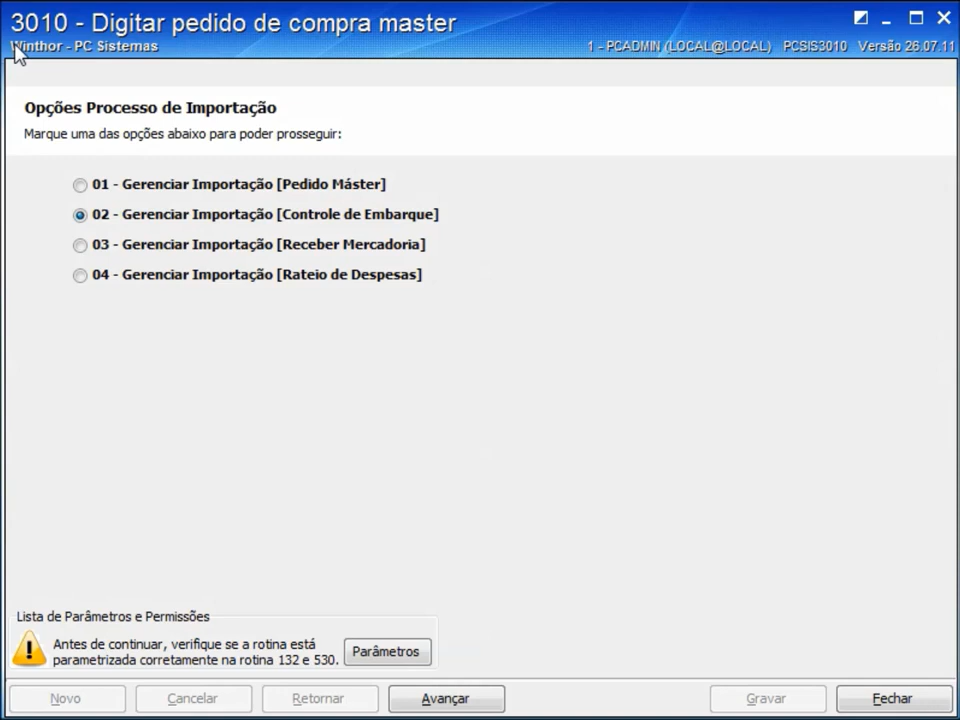 3010 - Digitar pedido de compra master
Winthor - PC Sistemas
1 - PCADMIN (LOCAL@LOCAL) PCSIS3010 Versão 26.07.11
Opções Processo de Importação
Marque uma das opções abaixo para poder prosseguir:
01 - Gerenciar Importação [Pedido Máster]
02 - Gerenciar Importação [Controle de Embarque]
03 - Gerenciar Importação [Receber Mercadoria]
04 - Gerenciar Importação [Rateio de Despesas]
Lista de Parâmetros e Permissões
Antes de continuar, verifique se a rotina está
parametrizada corretamente na rotina 132 e 530.
Parâmetros
Novo Cancelar Retornar Avançar Gravar Fechar